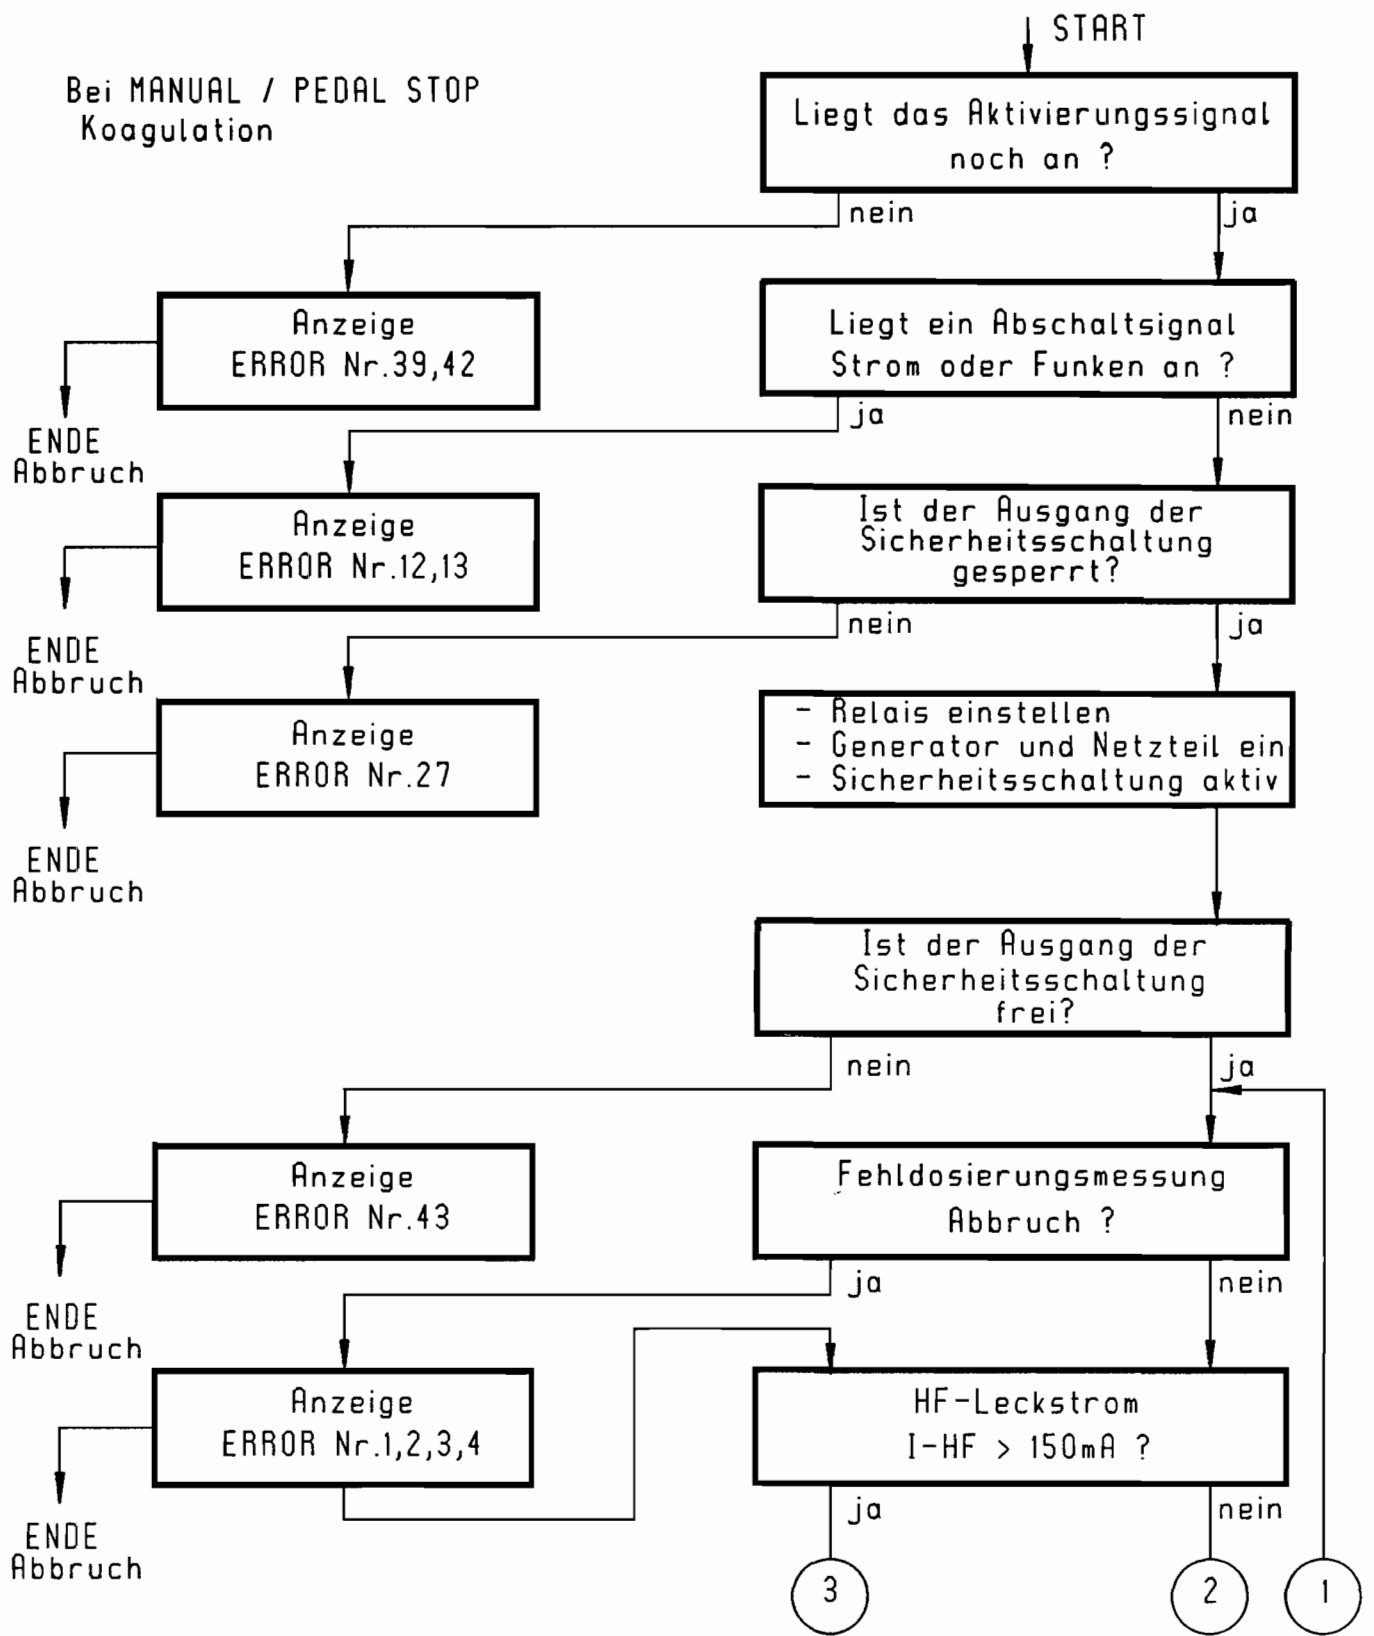 START
Bei MANUAL / PEDAL STOP
Koagulation
Liegt das Aktivierungssignal
noch an ?
nein
ja
Anzeige
ERROR Nr.39,42
Liegt ein Abschaltsignal
Strom oder Funken an ?
ENDE
Abbruch
ja
nein
Anzeige
ERROR Nr.12,13
Ist der Ausgang der
Sicherheitsschaltung
gesperrt?
ENDE
Abbruch
nein
ja
Anzeige
ERROR Nr.27
- Relais einstellen
- Generator und Netzteil ein
- Sicherheitsschaltung aktiv
ENDE
Abbruch
Ist der Ausgang der
Sicherheitsschaltung
frei?
nein
ja
Anzeige
ERROR Nr.43
Fehldosierungsmessung
Abbruch ?
ENDE
Abbruch
ja
nein
Anzeige
ERROR Nr.1,2,3,4
HF-Leckstrom
I-HF > 150mA ?
ENDE
Abbruch
ja
nein
3
2
1